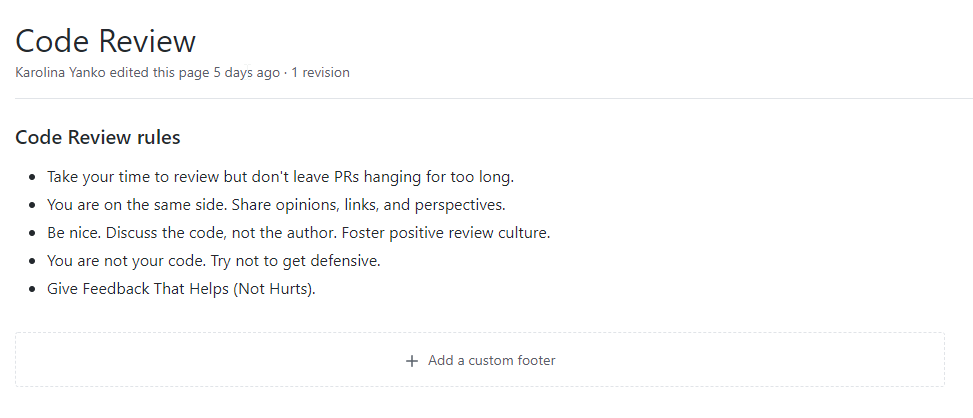 Code Review
Karolina Yanko edited this page 5 days ago · 1 revision
Code Review rules
Take your time to review but don't leave PRs hanging for too long.
You are on the same side. Share opinions, links, and perspectives.
Be nice. Discuss the code, not the author. Foster positive review culture.
You are not your code. Try not to get defensive.
Give Feedback That Helps (Not Hurts).
Add a custom footer